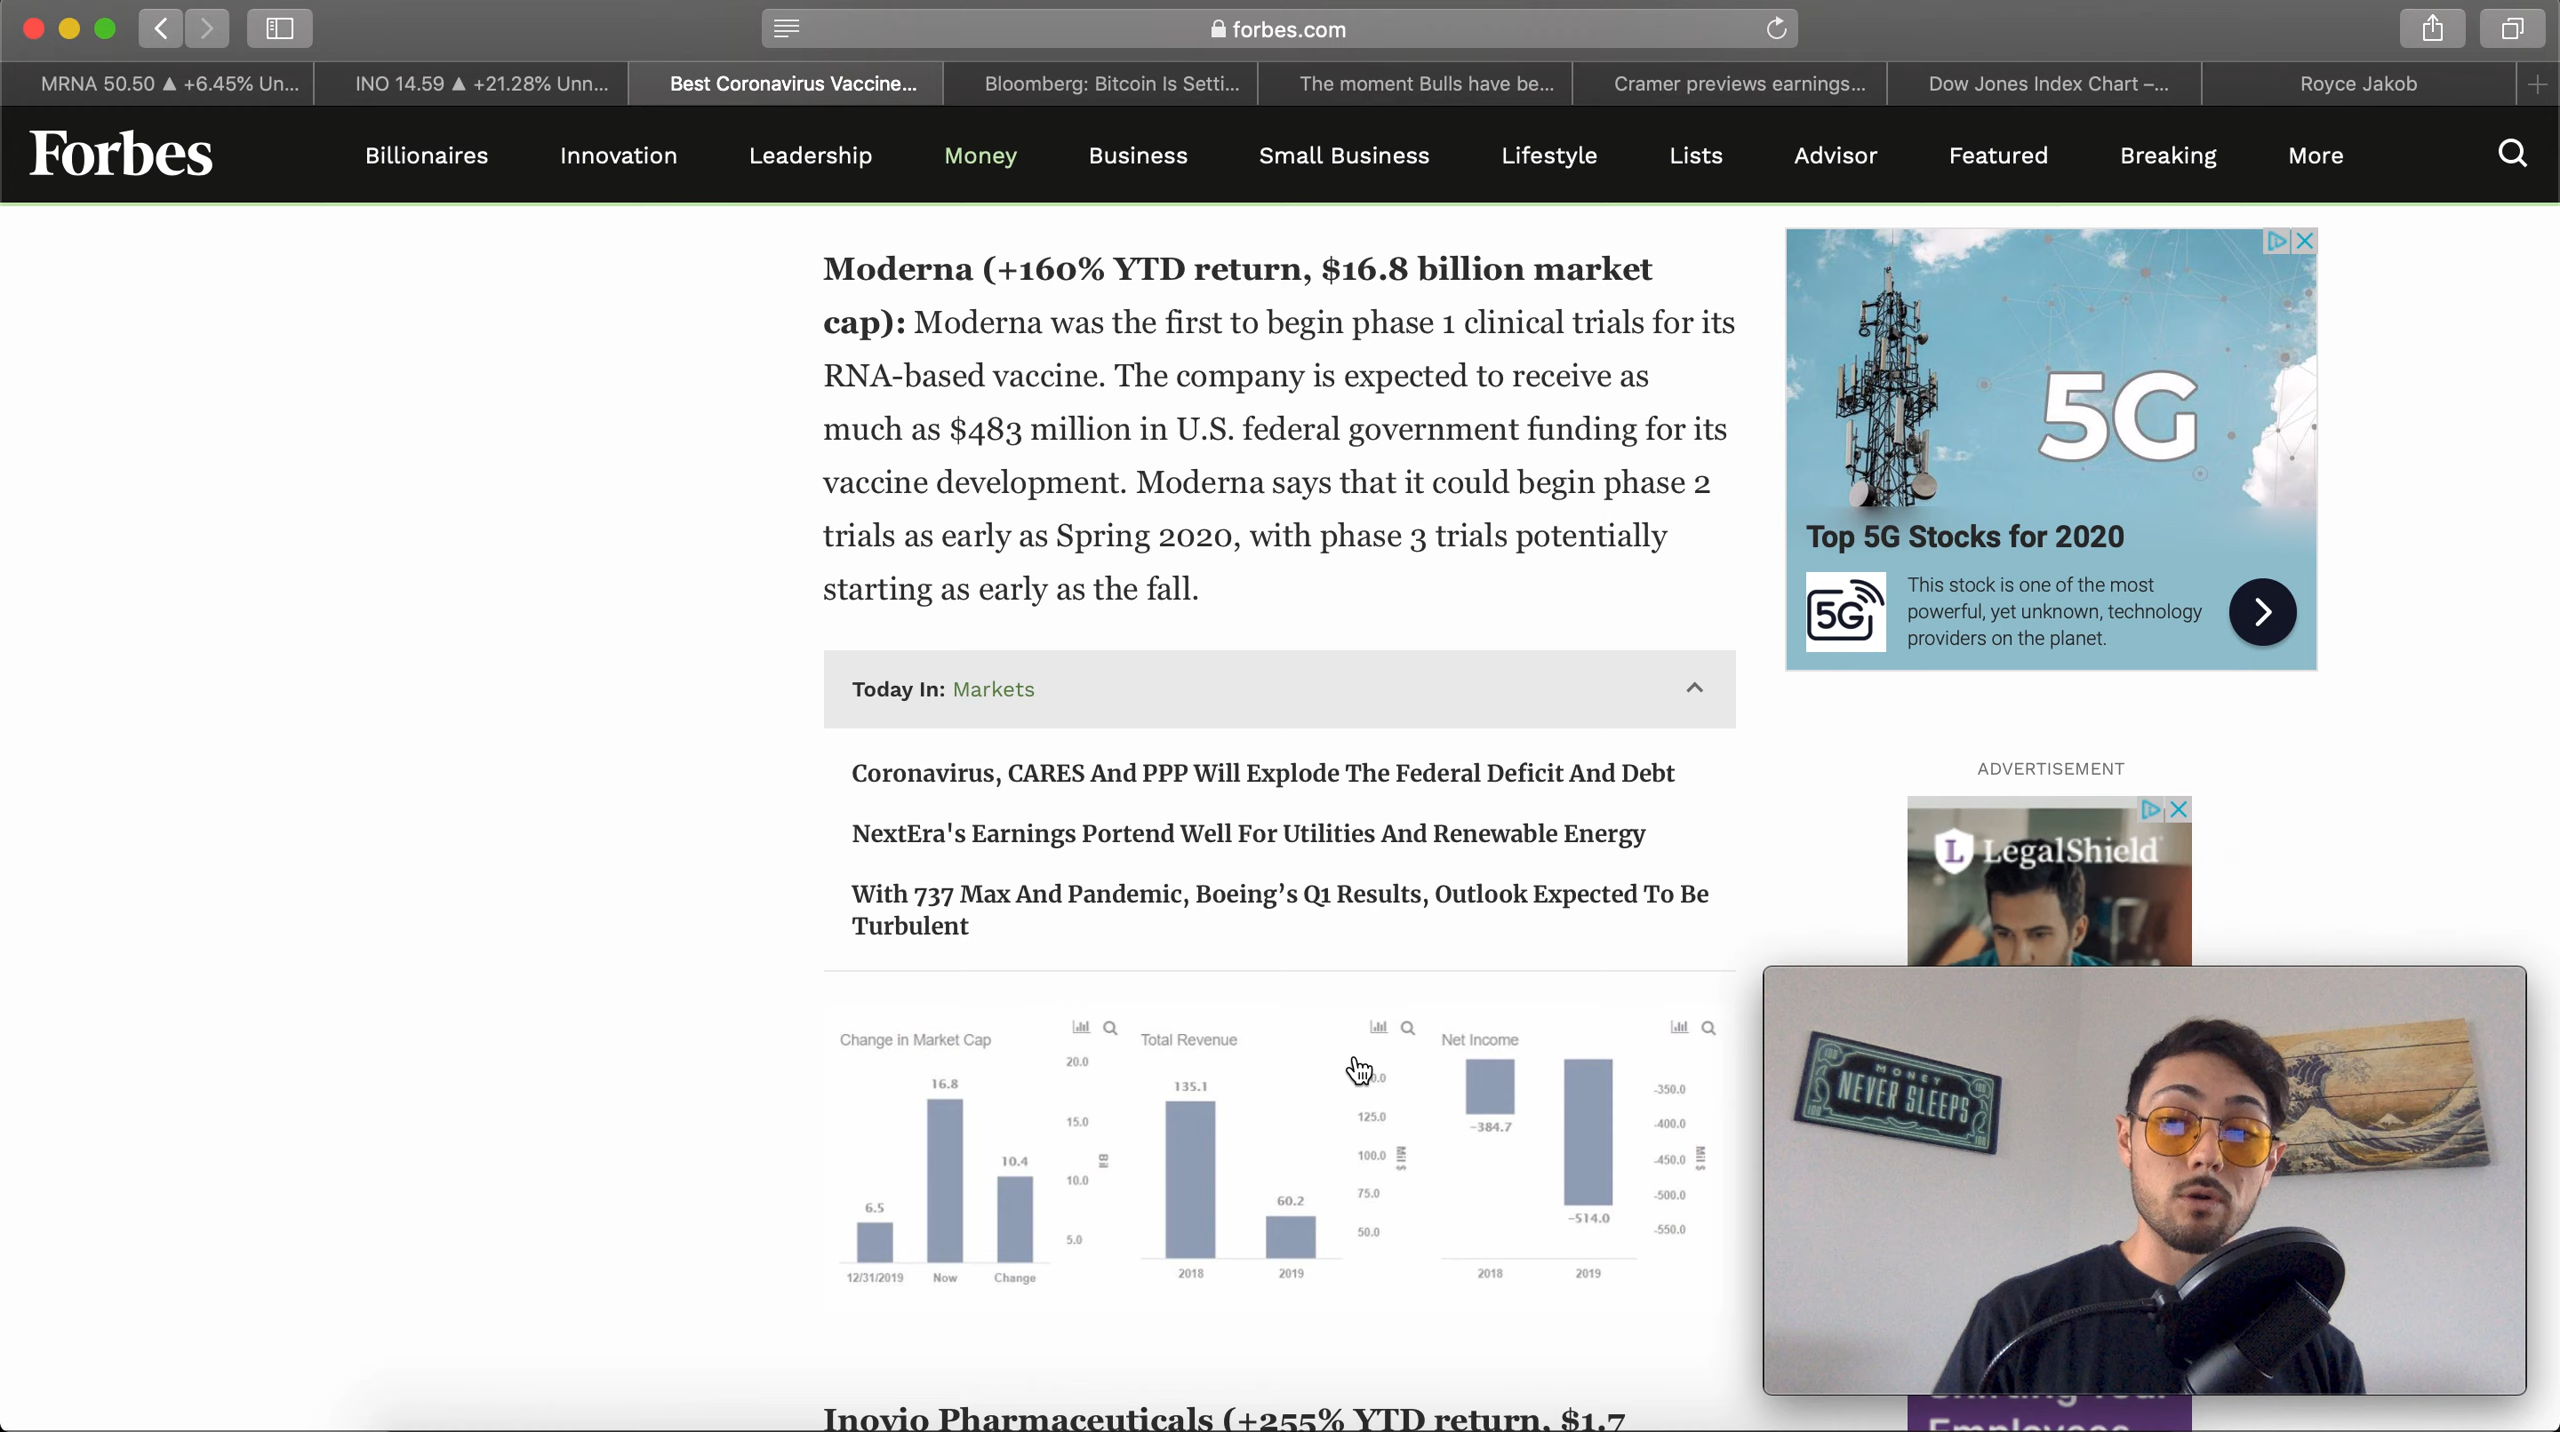 forbes.com
MRNA 50.50 ▲ +6.45% Un...
INO 14.59 ▲ +21.28% Unn...
Best Coronavirus Vaccine...
Bloomberg: Bitcoin Is Setti...
The moment Bulls have be...
Cramer previews earnings...
Dow Jones Index Chart –...
Royce Jakob
Forbes
Billionaires
Innovation
Leadership
Money
Business
Small Business
Lifestyle
Lists
Advisor
Featured
Breaking
More
Moderna (+160% YTD return, $16.8 billion market
cap): Moderna was the first to begin phase 1 clinical trials for its
RNA-based vaccine. The company is expected to receive as
much as $483 million in U.S. federal government funding for its
vaccine development. Moderna says that it could begin phase 2
trials as early as Spring 2020, with phase 3 trials potentially
starting as early as the fall.
Today In: Markets
Coronavirus, CARES And PPP Will Explode The Federal Deficit And Debt
NextEra's Earnings Portend Well For Utilities And Renewable Energy
With 737 Max And Pandemic, Boeing’s Q1 Results, Outlook Expected To Be
Turbulent
Change in Market Cap
20.0
15.0
10.0
5.0
Bil
6.5
16.8
10.4
12/31/2019
Now
Change
Total Revenue
125.0
100.0
75.0
50.0
Mil $
135.1
60.2
2018
2019
Net Income
-350.0
-400.0
-450.0
-500.0
-550.0
Mil $
-384.7
-514.0
2018
2019
Inovio Pharmaceuticals (+255% YTD return, $1.7
5G
Top 5G Stocks for 2020
5G
This stock is one of the most
powerful, yet unknown, technology
providers on the planet.
ADVERTISEMENT
L LegalShield
MONEY
NEVER SLEEPS
100
Employees